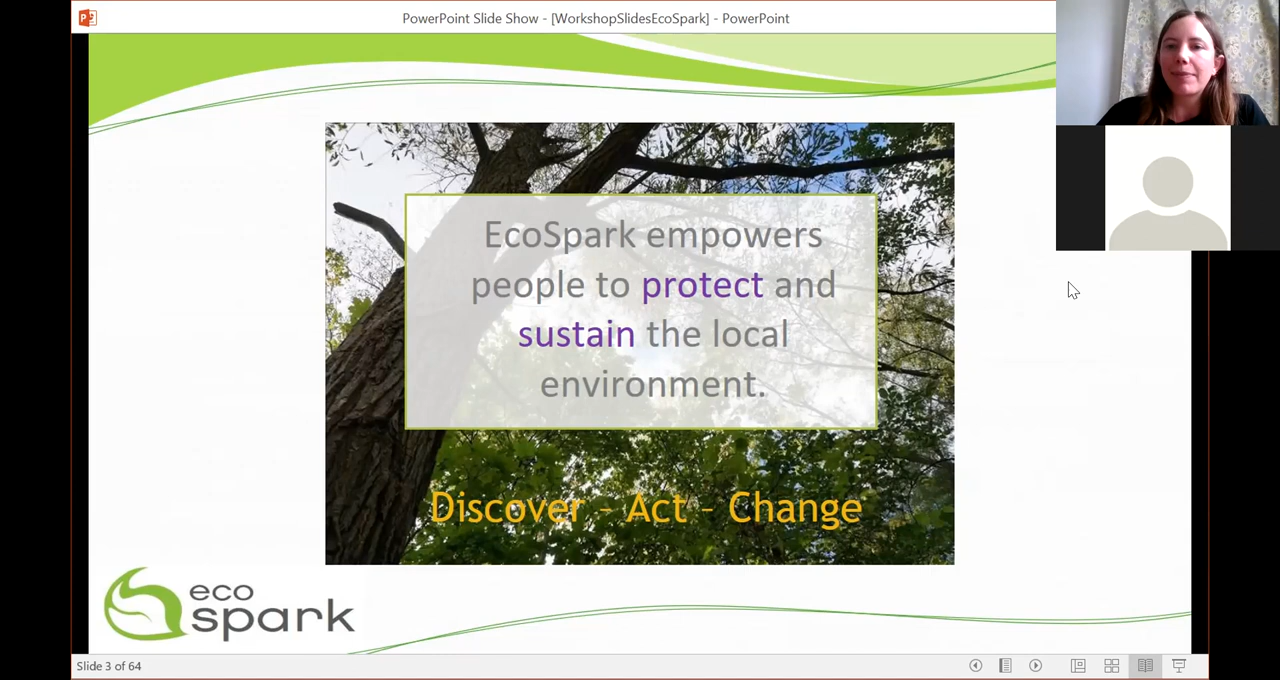 PowerPoint Slide Show - [WorkshopSlidesEcoSpark] - PowerPoint
EcoSpark empowers
people to protect and
sustain the local
environment.
Discover - Act - Change
eco
spark
Slide 3 of 64